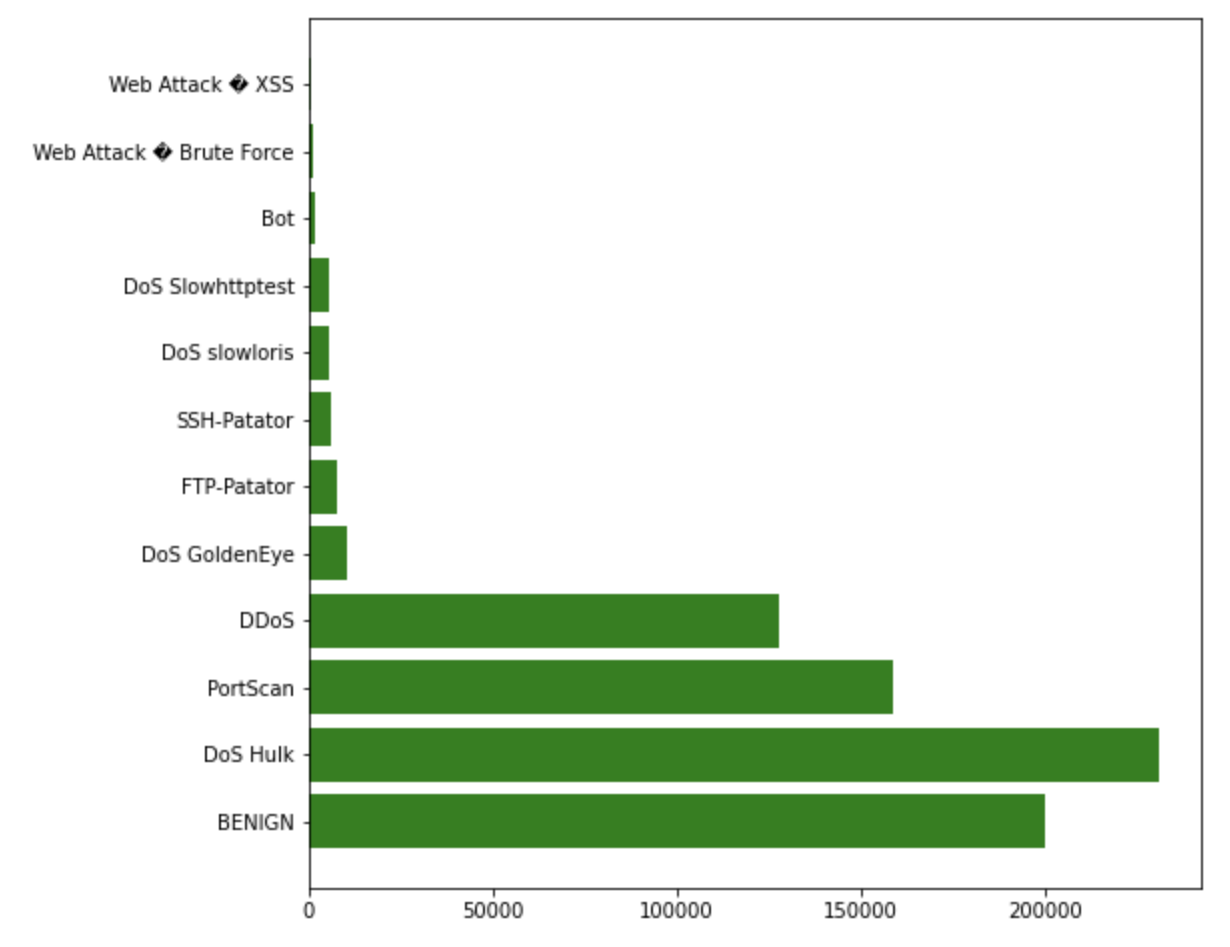 Web Attack � XSS
Web Attack � Brute Force
Bot
DoS Slowhttptest
DoS slowloris
SSH-Patator
FTP-Patator
DoS GoldenEye
DDoS
PortScan
DoS Hulk
BENIGN
0 50000 100000 150000 200000